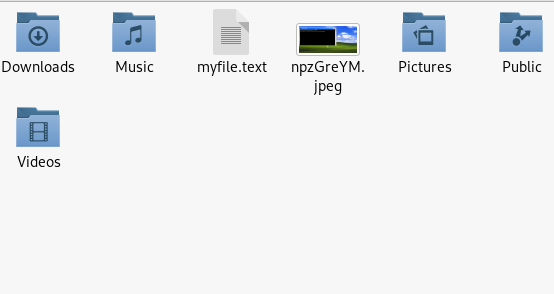 Downloads
Music
myfile.text
npzGreYM.
jpeg
Pictures
Public
Videos